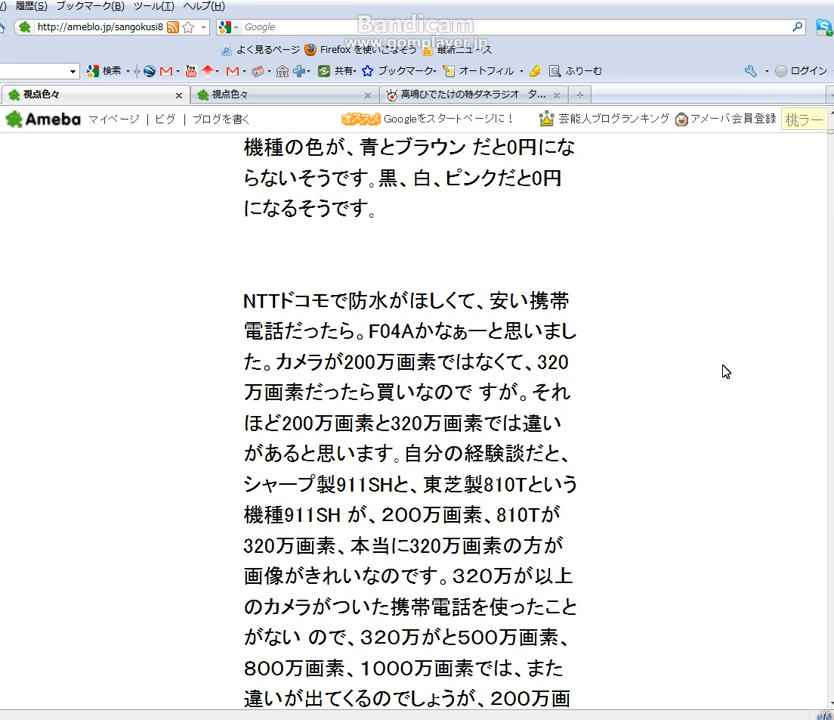 履歴(S) ブックマーク(B) ツール(T) ヘルプ(H)
Bandicam
www.gomplayer.jp
http://ameblo.jp/sangokusi8 Google
よく見るページ Firefox を使いこなそう 最新ニュース
検索 共有 ブックマーク オートフィル ふりーむ ログイン
視点色々 視点色々 高嶋ひでたけの特ダネラジオ タ...
Ameba マイページ | ピグ | ブログを書く オススメ Googleをスタートページに！ 芸能人ブログランキング アメーバ会員登録 桃ラー
機種の色が、青とブラウン だと0円にな
らないそうです。黒、白、ピンクだと0円
になるそうです。
NTTドコモで防水がほしくて、安い携帯
電話だったら。F04Aかなぁーと思いまし
た。カメラが200万画素ではなくて、320
万画素だったら買いなので すが。それ
ほど200万画素と320万画素では違い
があると思います。自分の経験談だと、
シャープ製911SHと、東芝製810Tという
機種911SH が、２００万画素、810Tが
320万画素、本当に320万画素の方が
画像がきれいなのです。３２０万が以上
のカメラがついた携帯電話を使ったこと
がない ので、３２０万がと５００万画素、
８００万画素、１０００万画素では、また
違いが出てくるのでしょうが、２００万画